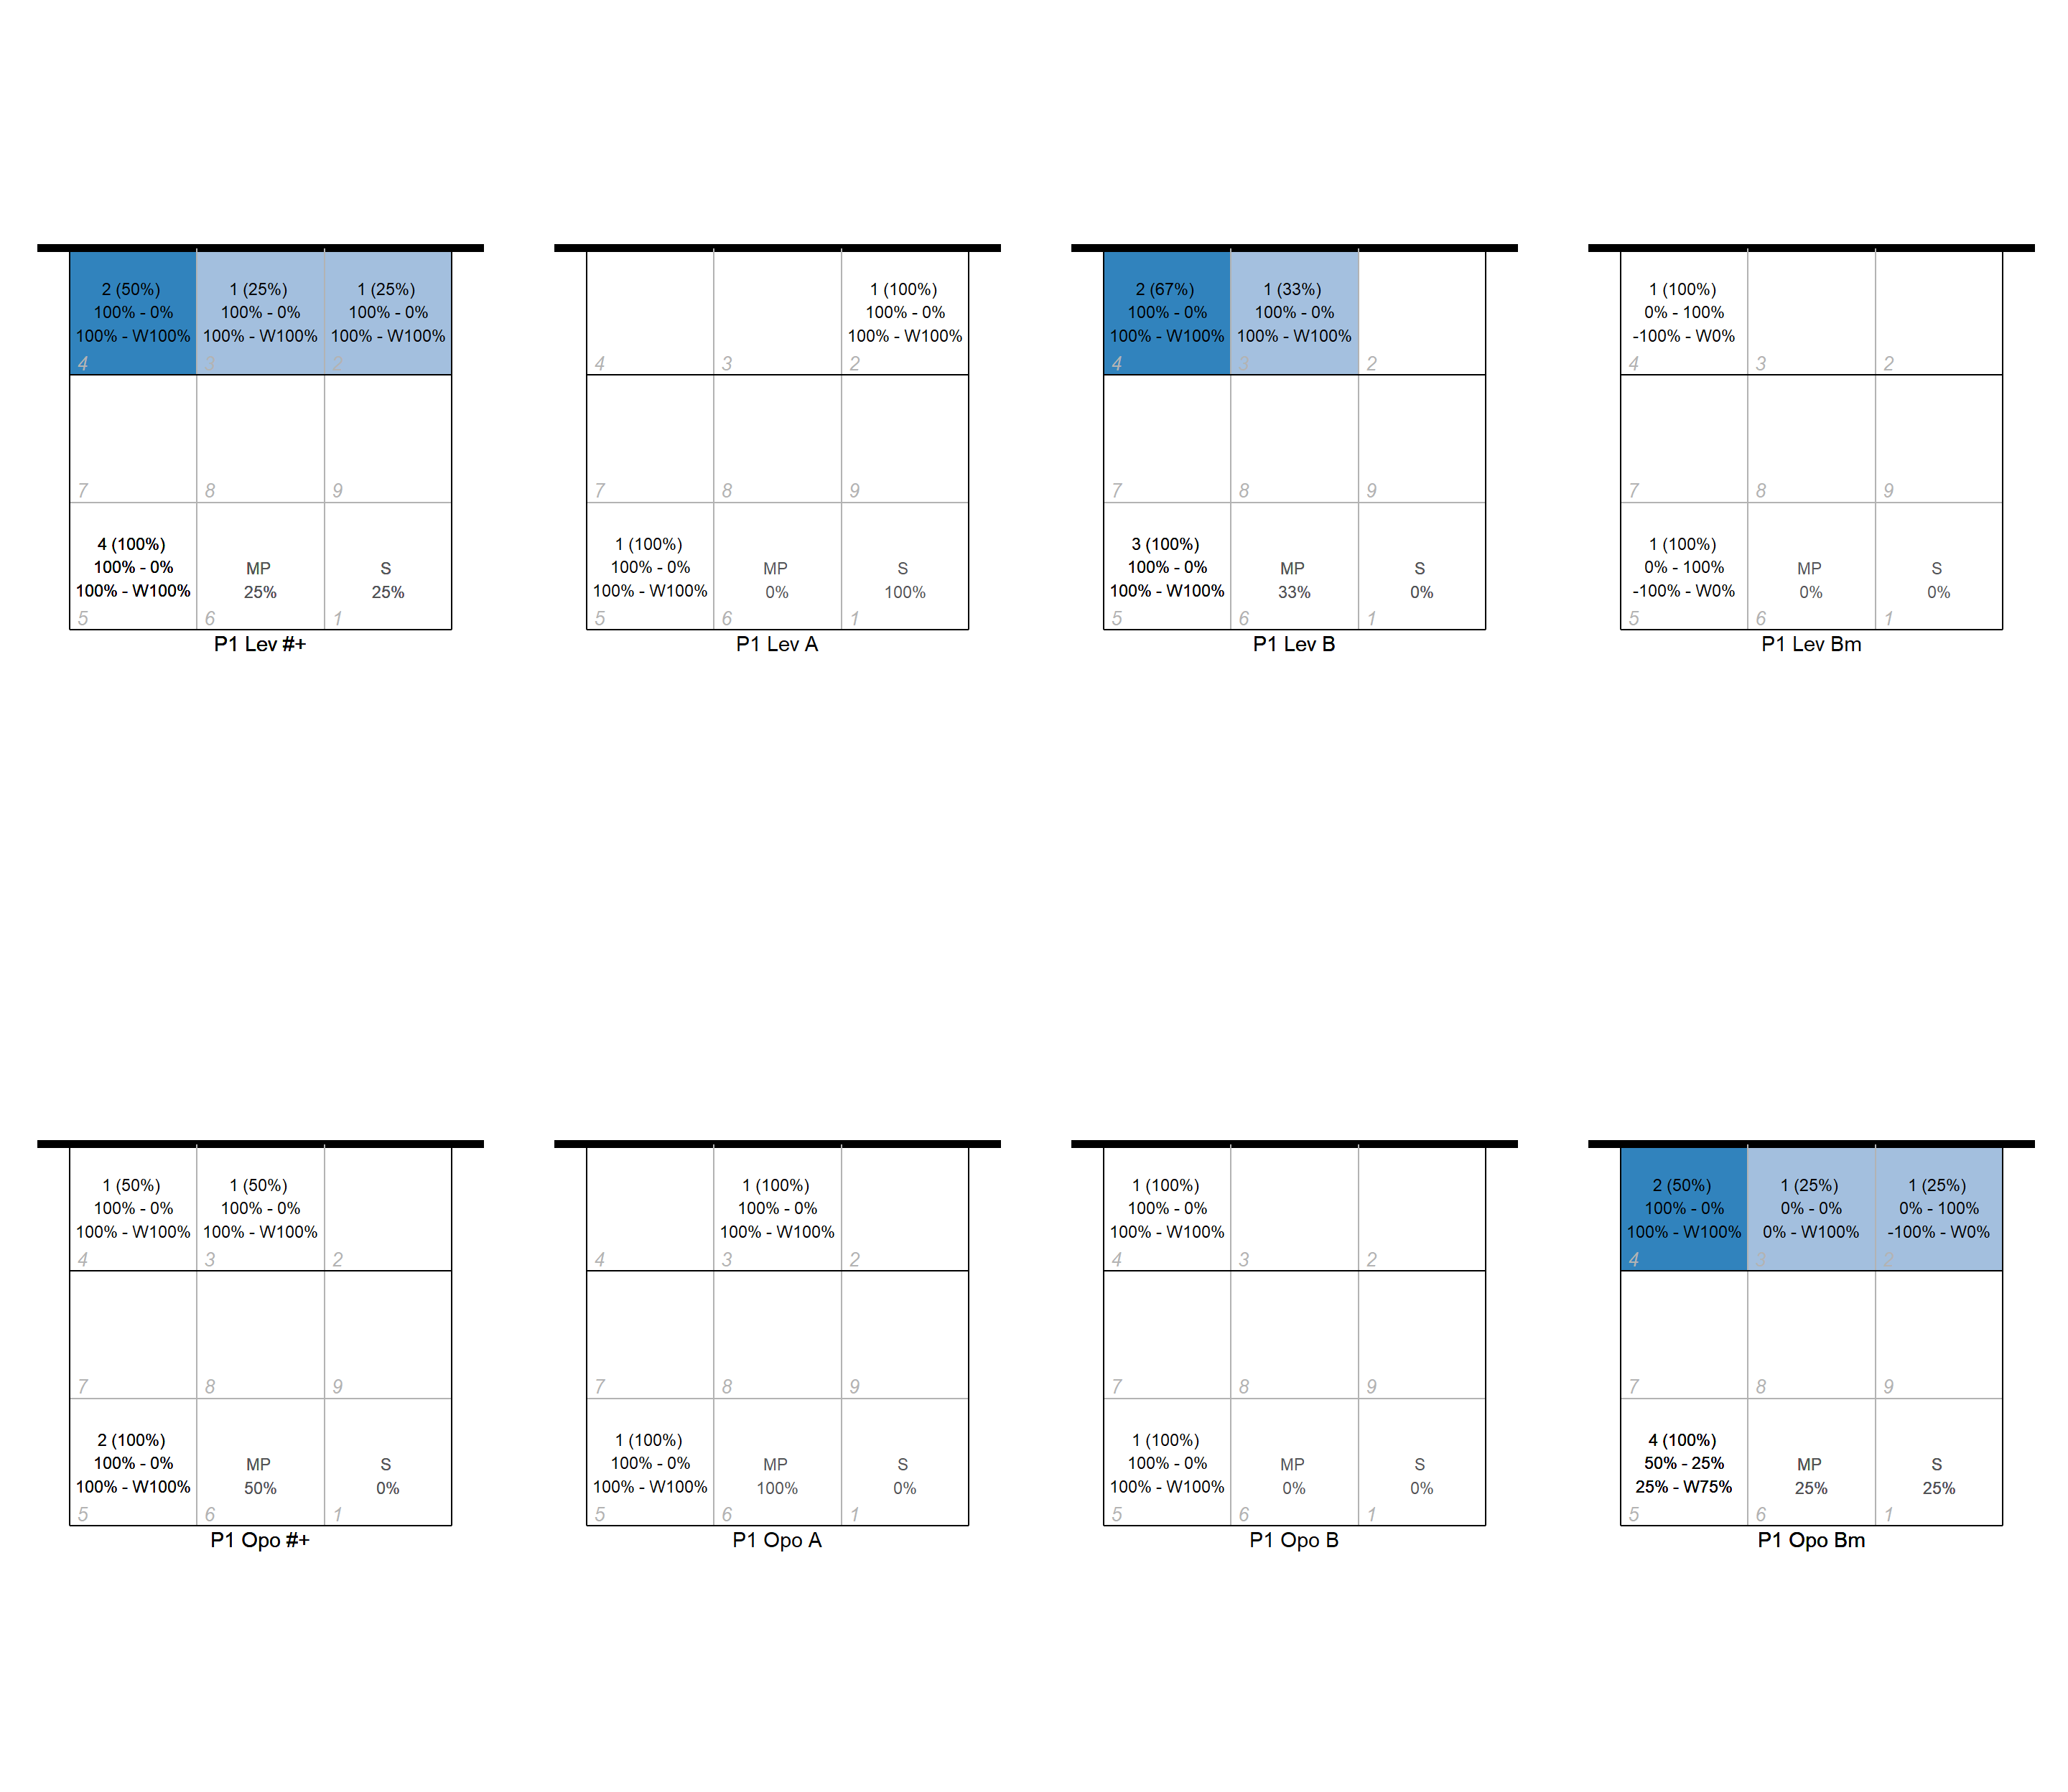 2 (50%)
100% - 0%
100% - W100%
4
1 (25%)
100% - 0%
100% - W100%
3
1 (25%)
100% - 0%
100% - W100%
2
7
8
9
4 (100%)
100% - 0%
100% - W100%
5
MP
25%
6
S
25%
1
P1 Lev #+
4
3
1 (100%)
100% - 0%
100% - W100%
2
7
8
9
1 (100%)
100% - 0%
100% - W100%
5
MP
0%
6
S
100%
1
P1 Lev A
2 (67%)
100% - 0%
100% - W100%
4
1 (33%)
100% - 0%
100% - W100%
3
2
7
8
9
3 (100%)
100% - 0%
100% - W100%
5
MP
33%
6
S
0%
1
P1 Lev B
1 (100%)
0% - 100%
-100% - W0%
4
3
2
7
8
9
1 (100%)
0% - 100%
-100% - W0%
5
MP
0%
6
S
0%
1
P1 Lev Bm
1 (50%)
100% - 0%
100% - W100%
4
1 (50%)
100% - 0%
100% - W100%
3
2
7
8
9
2 (100%)
100% - 0%
100% - W100%
5
MP
50%
6
S
0%
1
P1 Opo #+
4
1 (100%)
100% - 0%
100% - W100%
3
2
7
8
9
1 (100%)
100% - 0%
100% - W100%
5
MP
100%
6
S
0%
1
P1 Opo A
1 (100%)
100% - 0%
100% - W100%
4
3
2
7
8
9
1 (100%)
100% - 0%
100% - W100%
5
MP
0%
6
S
0%
1
P1 Opo B
2 (50%)
100% - 0%
100% - W100%
4
1 (25%)
0% - 0%
0% - W100%
3
1 (25%)
0% - 100%
-100% - W0%
2
7
8
9
4 (100%)
50% - 25%
25% - W75%
5
MP
25%
6
S
25%
1
P1 Opo Bm